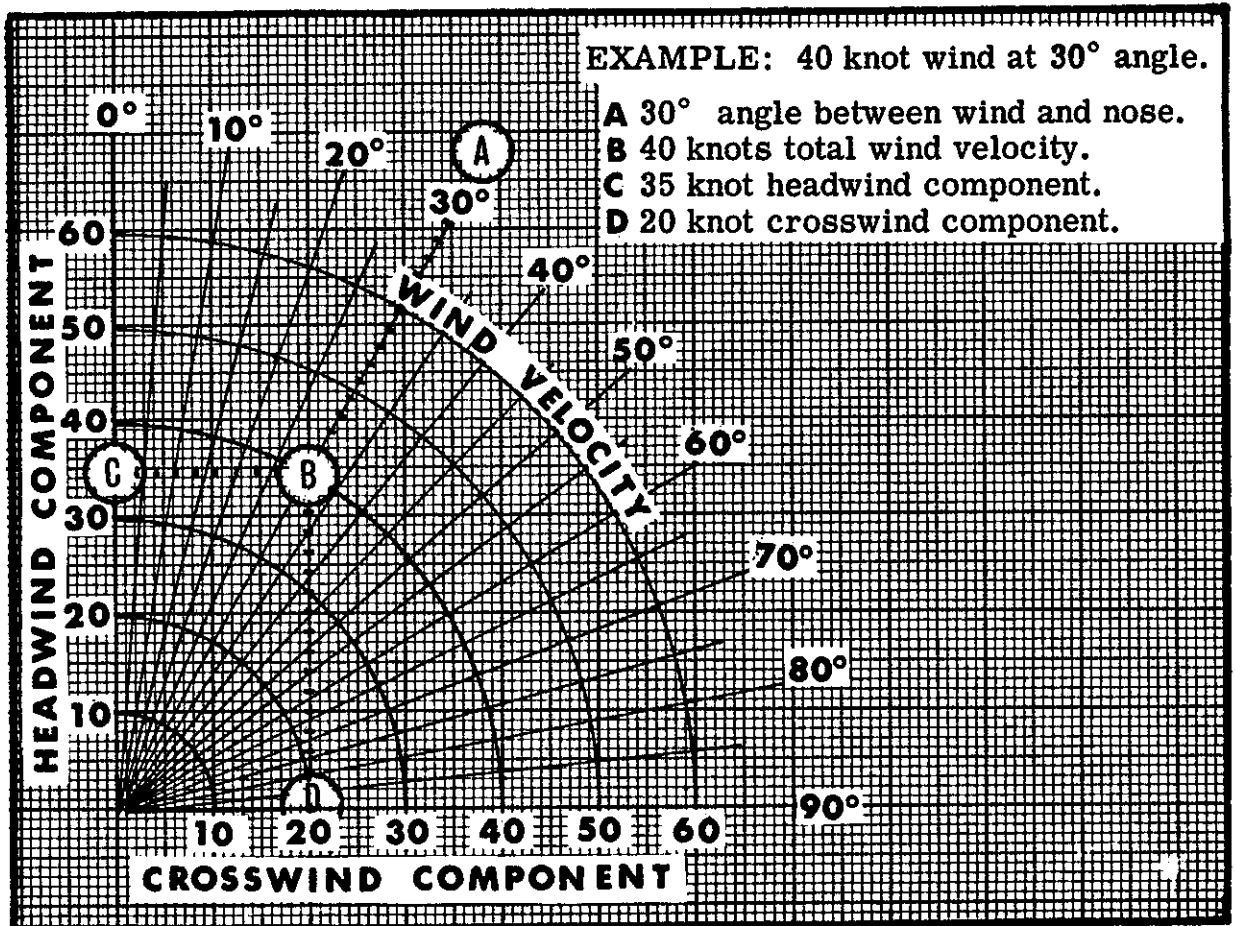 EXAMPLE: 40 knot wind at 30° angle.
A 30° angle between wind and nose.
B 40 knots total wind velocity.
C 35 knot headwind component.
D 20 knot crosswind component.
0°
10°
20°
A
30°
40°
50°
60°
70°
80°
90°
WIND VELOCITY
HEADWIND COMPONENT
60
50
40
C
B
30
20
10
D
10 20 30 40 50 60
CROSSWIND COMPONENT